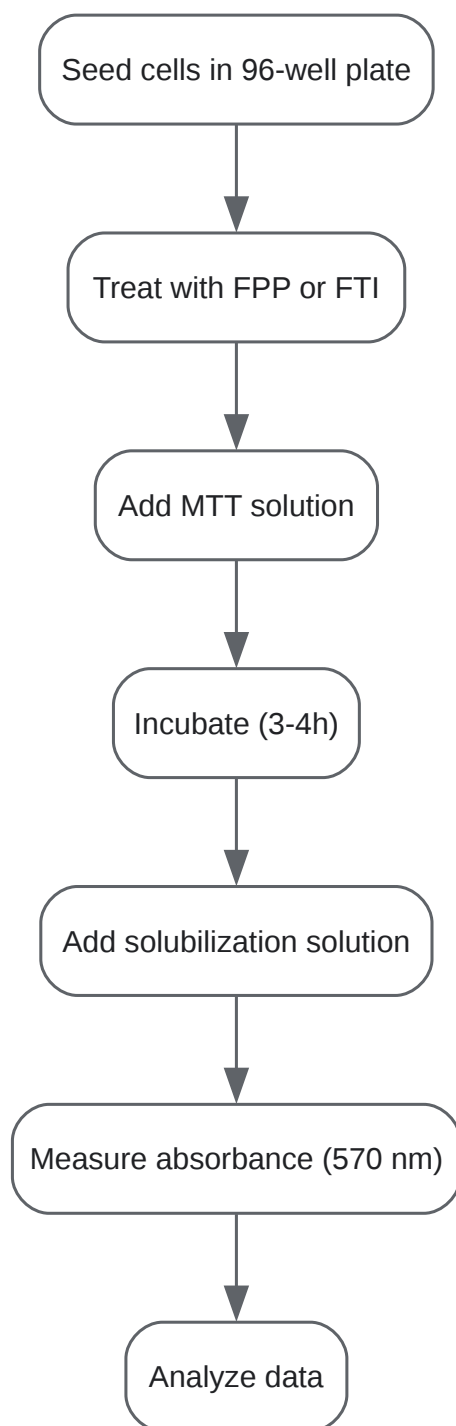 Seed cells in 96-well plate
Treat with FPP or FTI
Add MTT solution
Incubate (3-4h)
Add solubilization solution
Measure absorbance (570 nm)
Analyze data